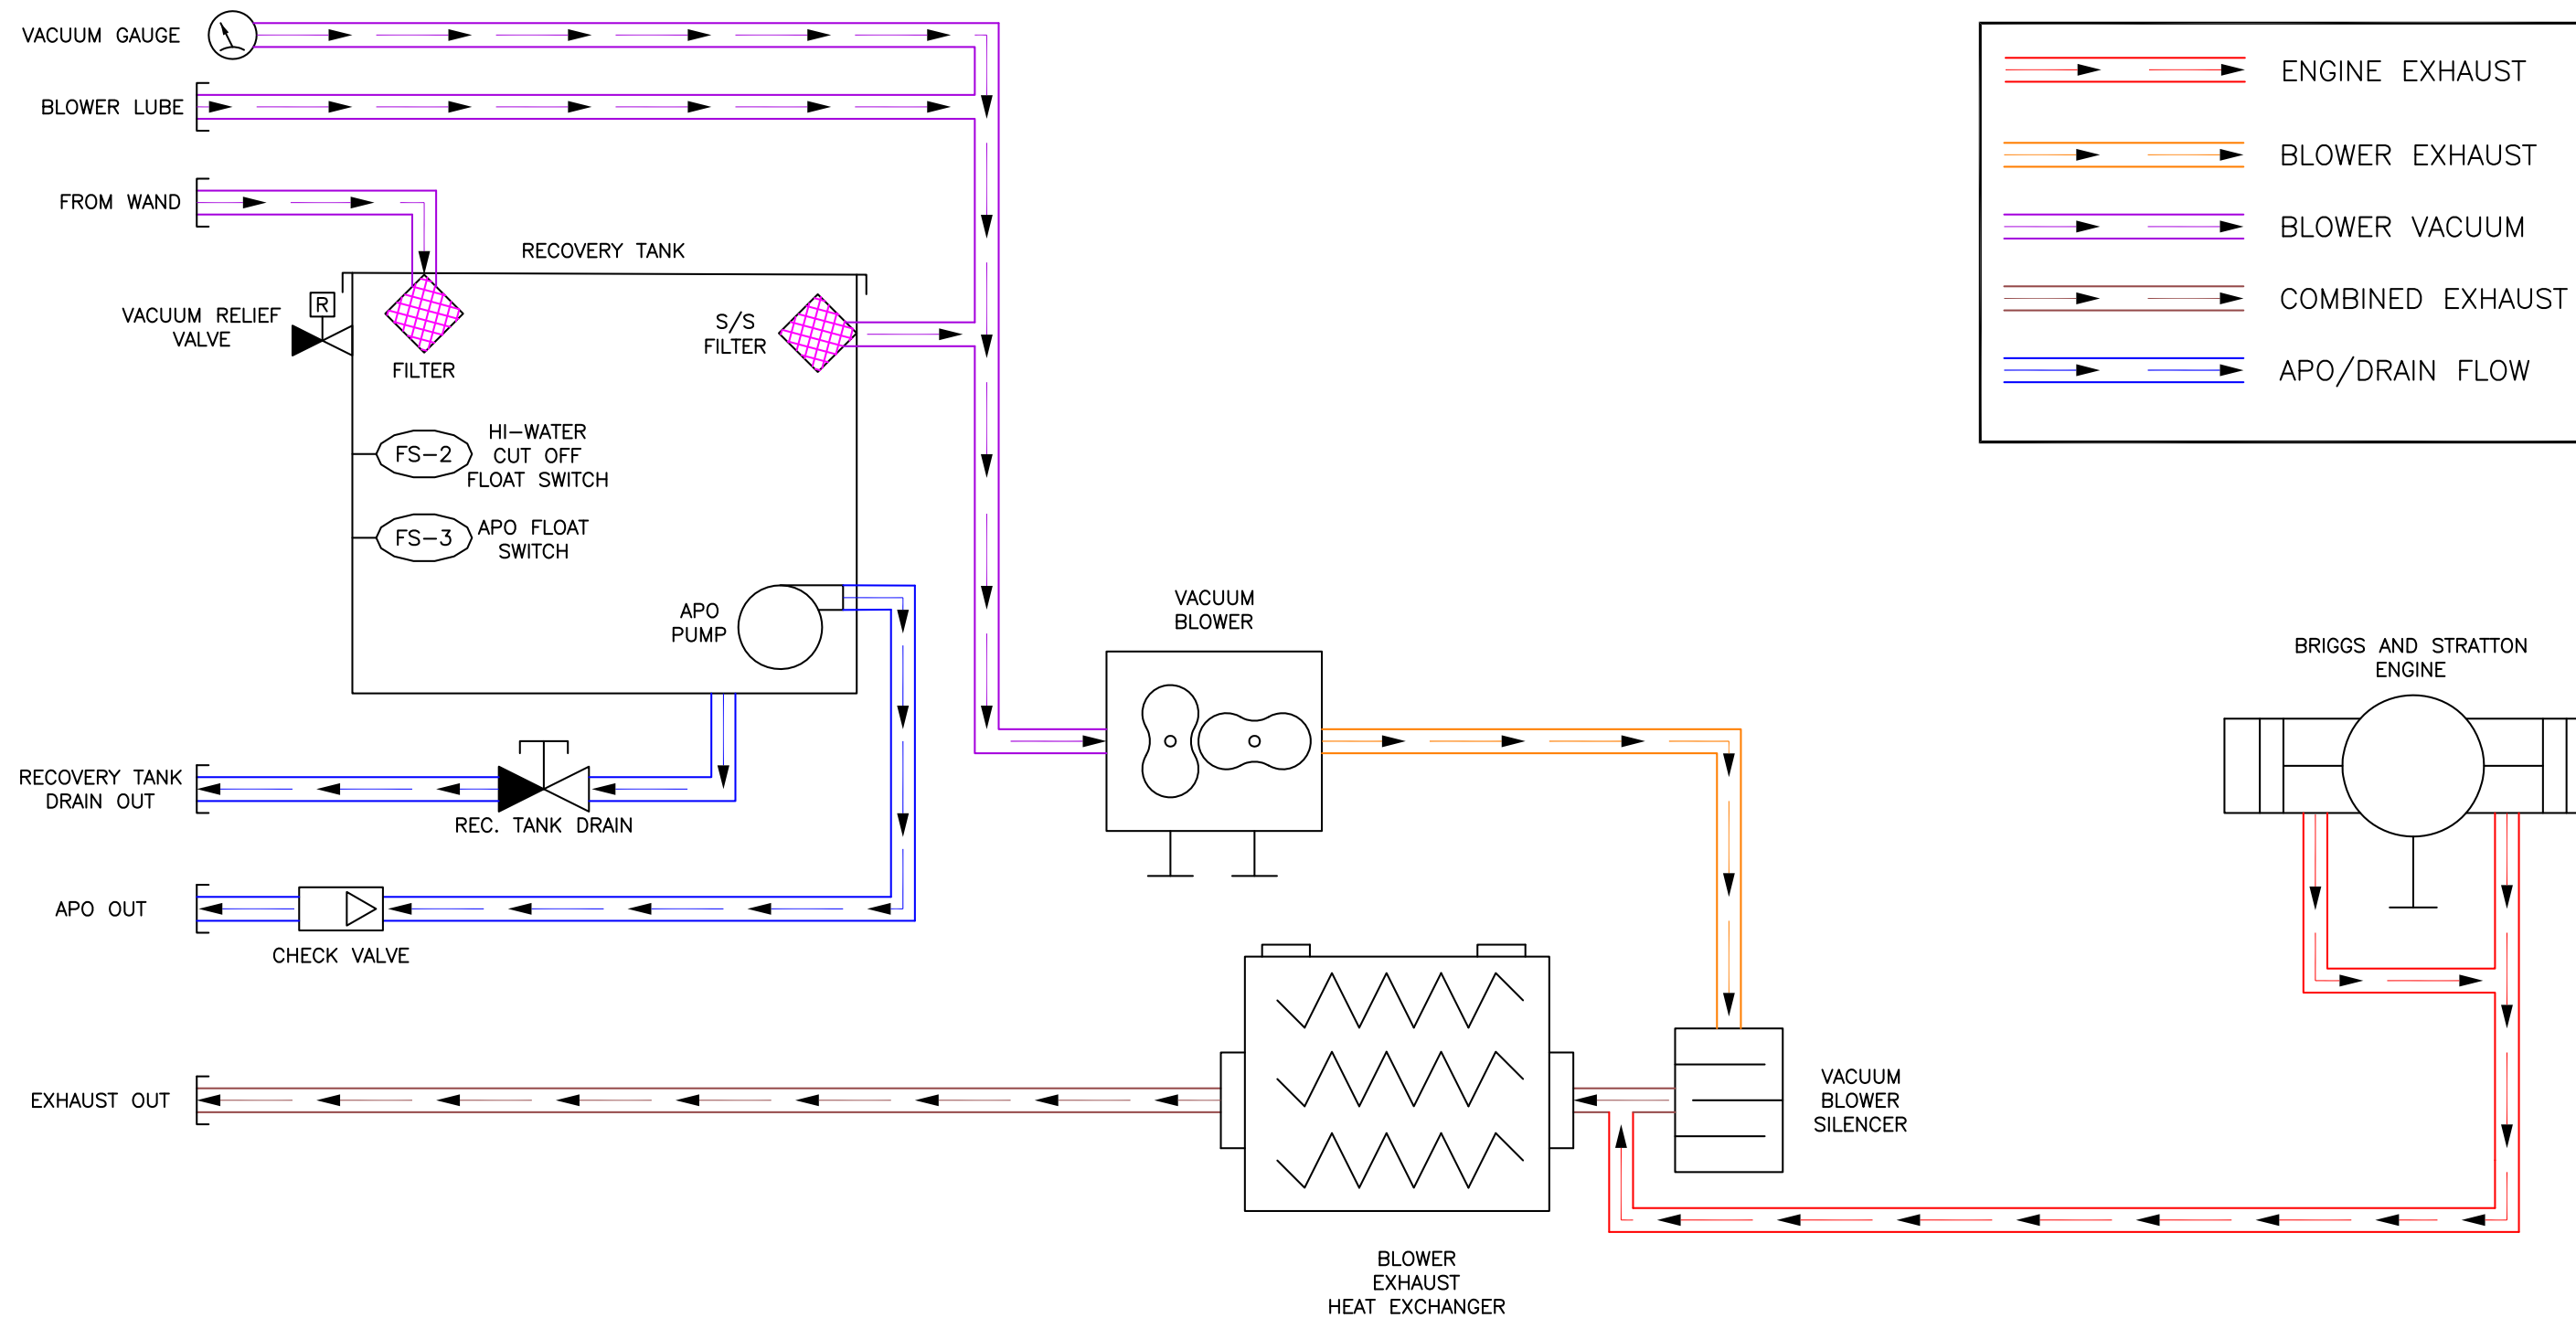 VACUUM GAUGE
BLOWER LUBE
FROM WAND
RECOVERY TANK
R
VACUUM RELIEF
VALVE
FILTER
S/S
FILTER
FS-2
HI-WATER
CUT OFF
FLOAT SWITCH
FS-3
APO FLOAT
SWITCH
APO
PUMP
RECOVERY TANK
DRAIN OUT
REC. TANK DRAIN
APO OUT
CHECK VALVE
EXHAUST OUT
VACUUM
BLOWER
BLOWER
EXHAUST
HEAT EXCHANGER
VACUUM
BLOWER
SILENCER
BRIGGS AND STRATTON
ENGINE
ENGINE EXHAUST
BLOWER EXHAUST
BLOWER VACUUM
COMBINED EXHAUST
APO/DRAIN FLOW